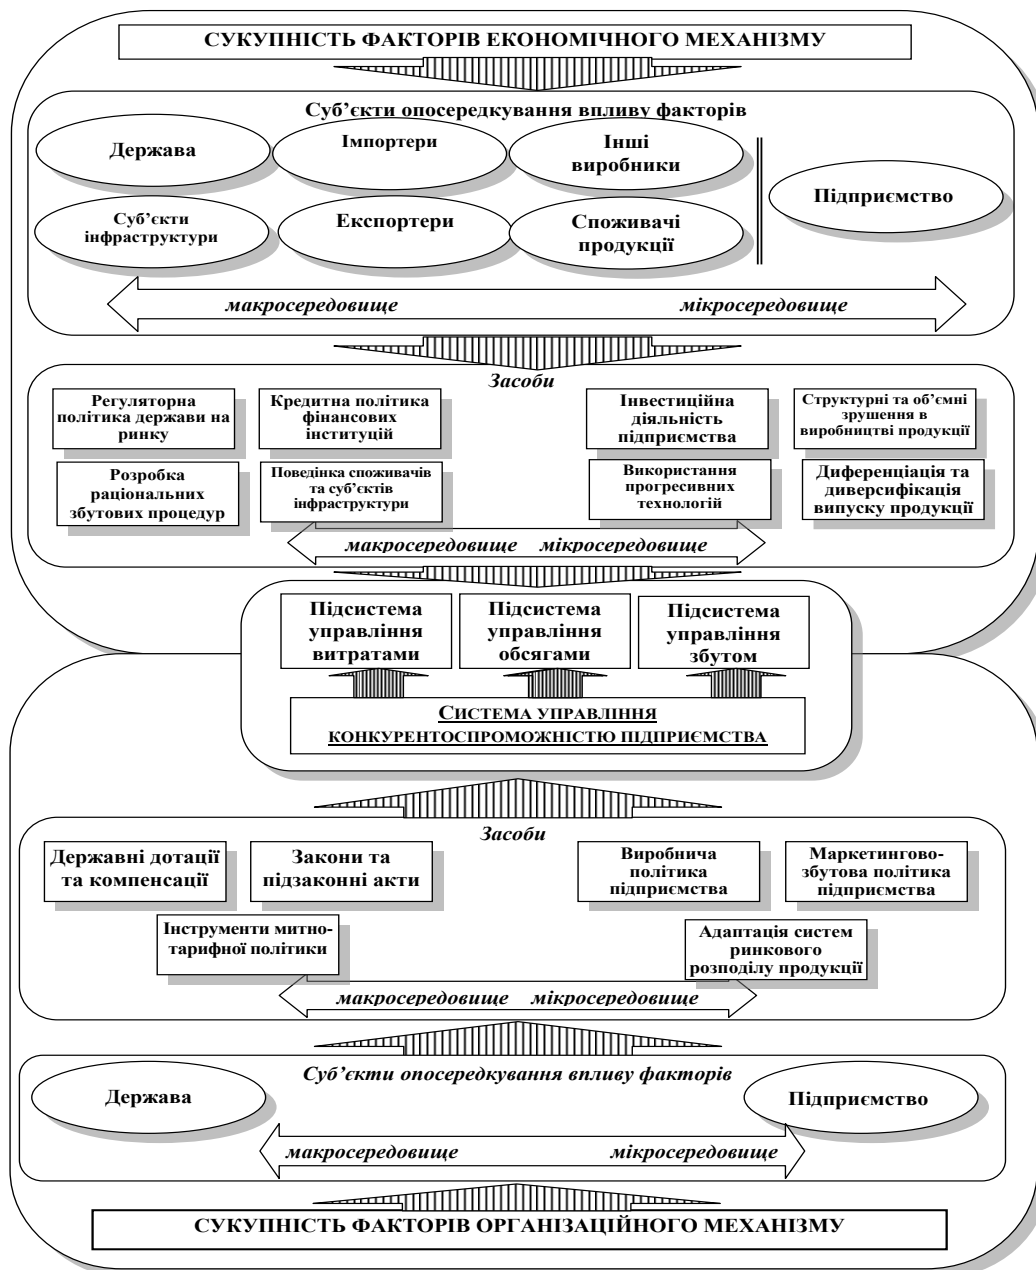 СУКУПНІСТЬ ФАКТОРІВ ЕКОНОМІЧНОГО МЕХАНІЗМУ
Суб’єкти опосередкування впливу факторів
Держава
Імпортери
Інші
виробники
Підприємство
Суб’єкти
інфраструктури
Експортери
Споживачі
продукції
макросередовище
мікросередовище
Засоби
Регуляторна
політика держави на
ринку
Кредитна політика
фінансових
інституцій
Інвестиційна
діяльність
підприємства
Структурні та об’ємні
зрушення в
виробництві продукції
Розробка
раціональних
збутових процедур
Поведінка споживачів
та суб’єктів
інфраструктури
Використання
прогресивних
технологій
Диференціація та
диверсифікація
випуску продукції
макросередовище
мікросередовище
Підсистема
управління
витратами
Підсистема
управління
обсягами
Підсистема
управління
збутом
СИСТЕМА УПРАВЛІННЯ
КОНКУРЕНТОСПРОМОЖНІСТЮ ПІДПРИЄМСТВА
Засоби
Державні дотації
та компенсації
Закони та
підзаконні акти
Виробнича
політика
підприємства
Маркетингово-
збутова політика
підприємства
Інструменти митно-
тарифної політики
Адаптація систем
ринкового
розподілу продукції
макросередовище
мікросередовище
Суб’єкти опосередкування впливу факторів
Держава
Підприємство
макросередовище
мікросередовище
СУКУПНІСТЬ ФАКТОРІВ ОРГАНІЗАЦІЙНОГО МЕХАНІЗМУ